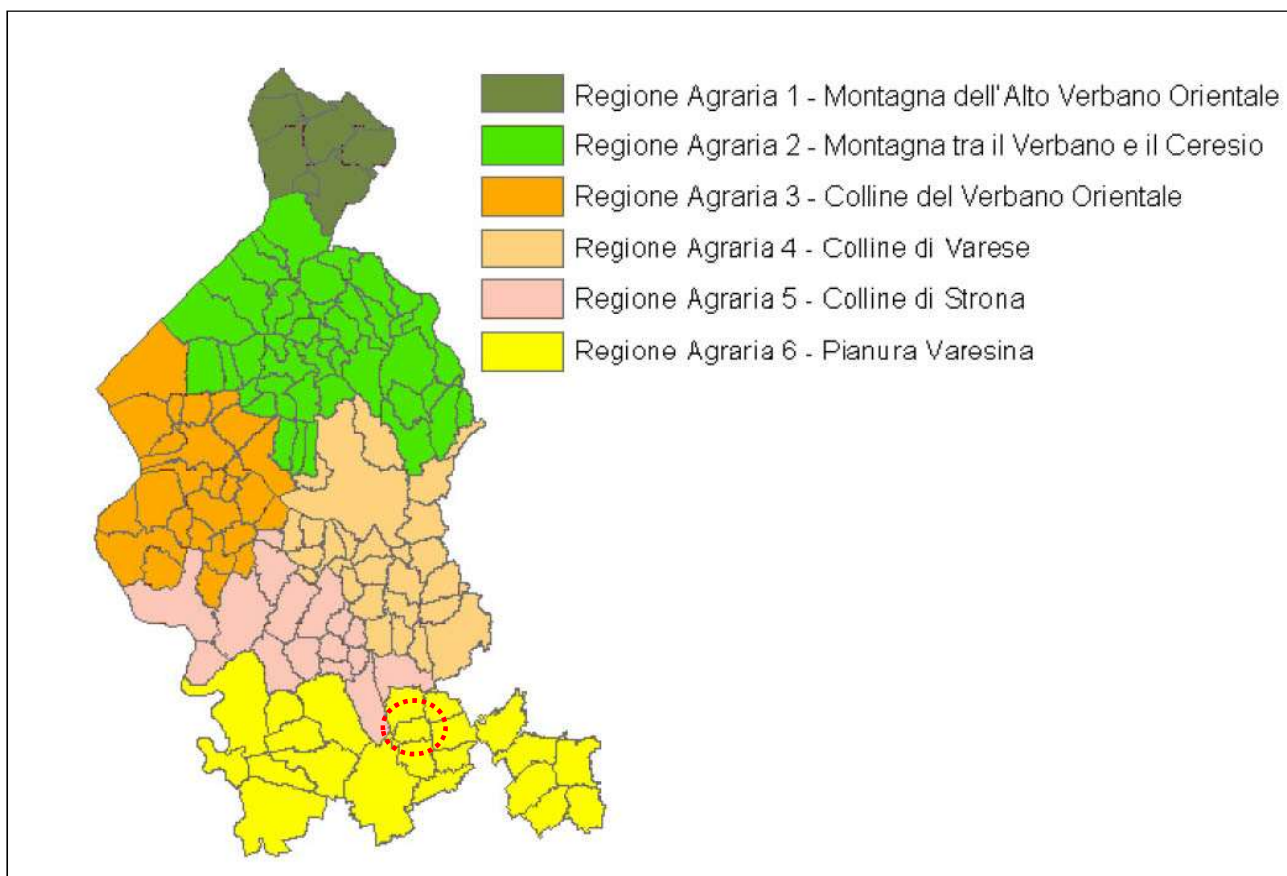 Regione Agraria 1 - Montagna dell'Alto Verbano Orientale
Regione Agraria 2 - Montagna tra il Verbano e il Ceresio
Regione Agraria 3 - Colline del Verbano Orientale
Regione Agraria 4 - Colline di Varese
Regione Agraria 5 - Colline di Strona
Regione Agraria 6 - Pianura Varesina